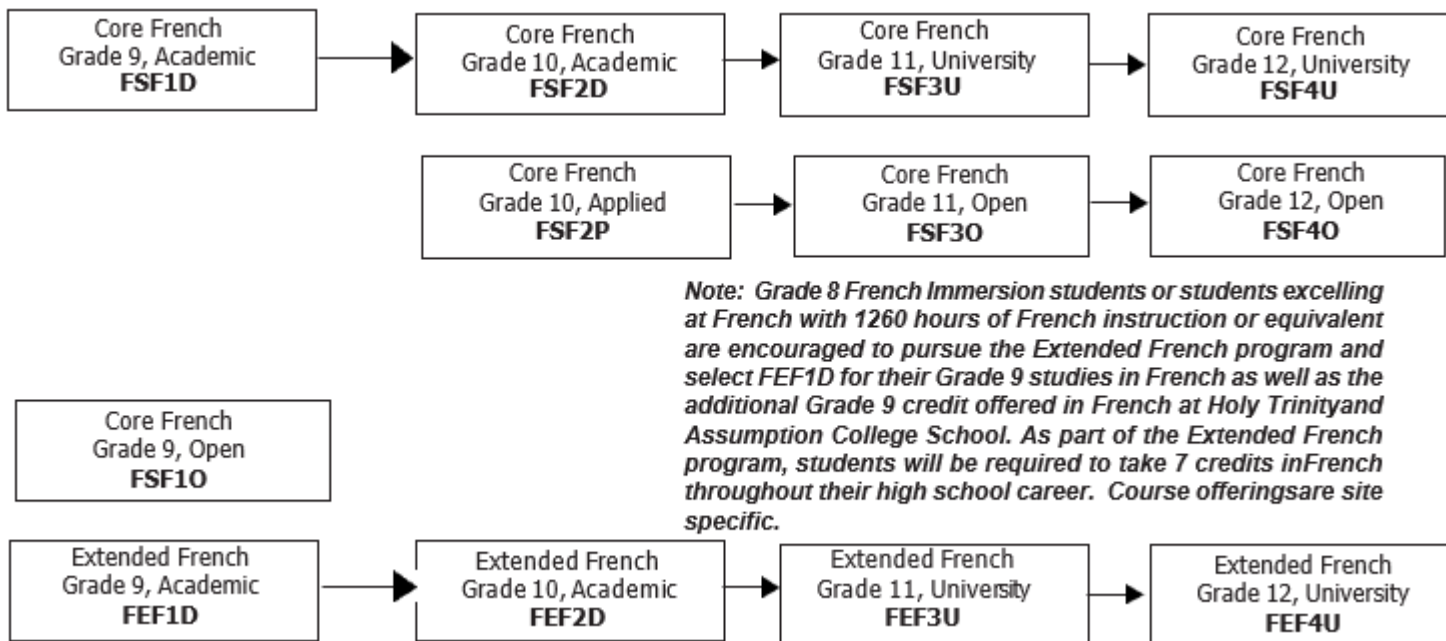 Core French
Grade 9, Academic
FSF1D
Core French
Grade 10, Academic
FSF2D
Core French
Grade 11, University
FSF3U
Core French
Grade 12, University
FSF4U
Core French
Grade 10, Applied
FSF2P
Core French
Grade 11, Open
FSF3O
Core French
Grade 12, Open
FSF4O
Note: Grade 8 French Immersion students or students excelling
at French with 1260 hours of French instruction or equivalent
are encouraged to pursue the Extended French program and
select FEF1D for their Grade 9 studies in French as well as the
additional Grade 9 credit offered in French at Holy Trinityand
Assumption College School. As part of the Extended French
program, students will be required to take 7 credits inFrench
throughout their high school career. Course offeringsare site
specific.
Core French
Grade 9, Open
FSF1O
Extended French
Grade 9, Academic
FEF1D
Extended French
Grade 10, Academic
FEF2D
Extended French
Grade 11, University
FEF3U
Extended French
Grade 12, University
FEF4U